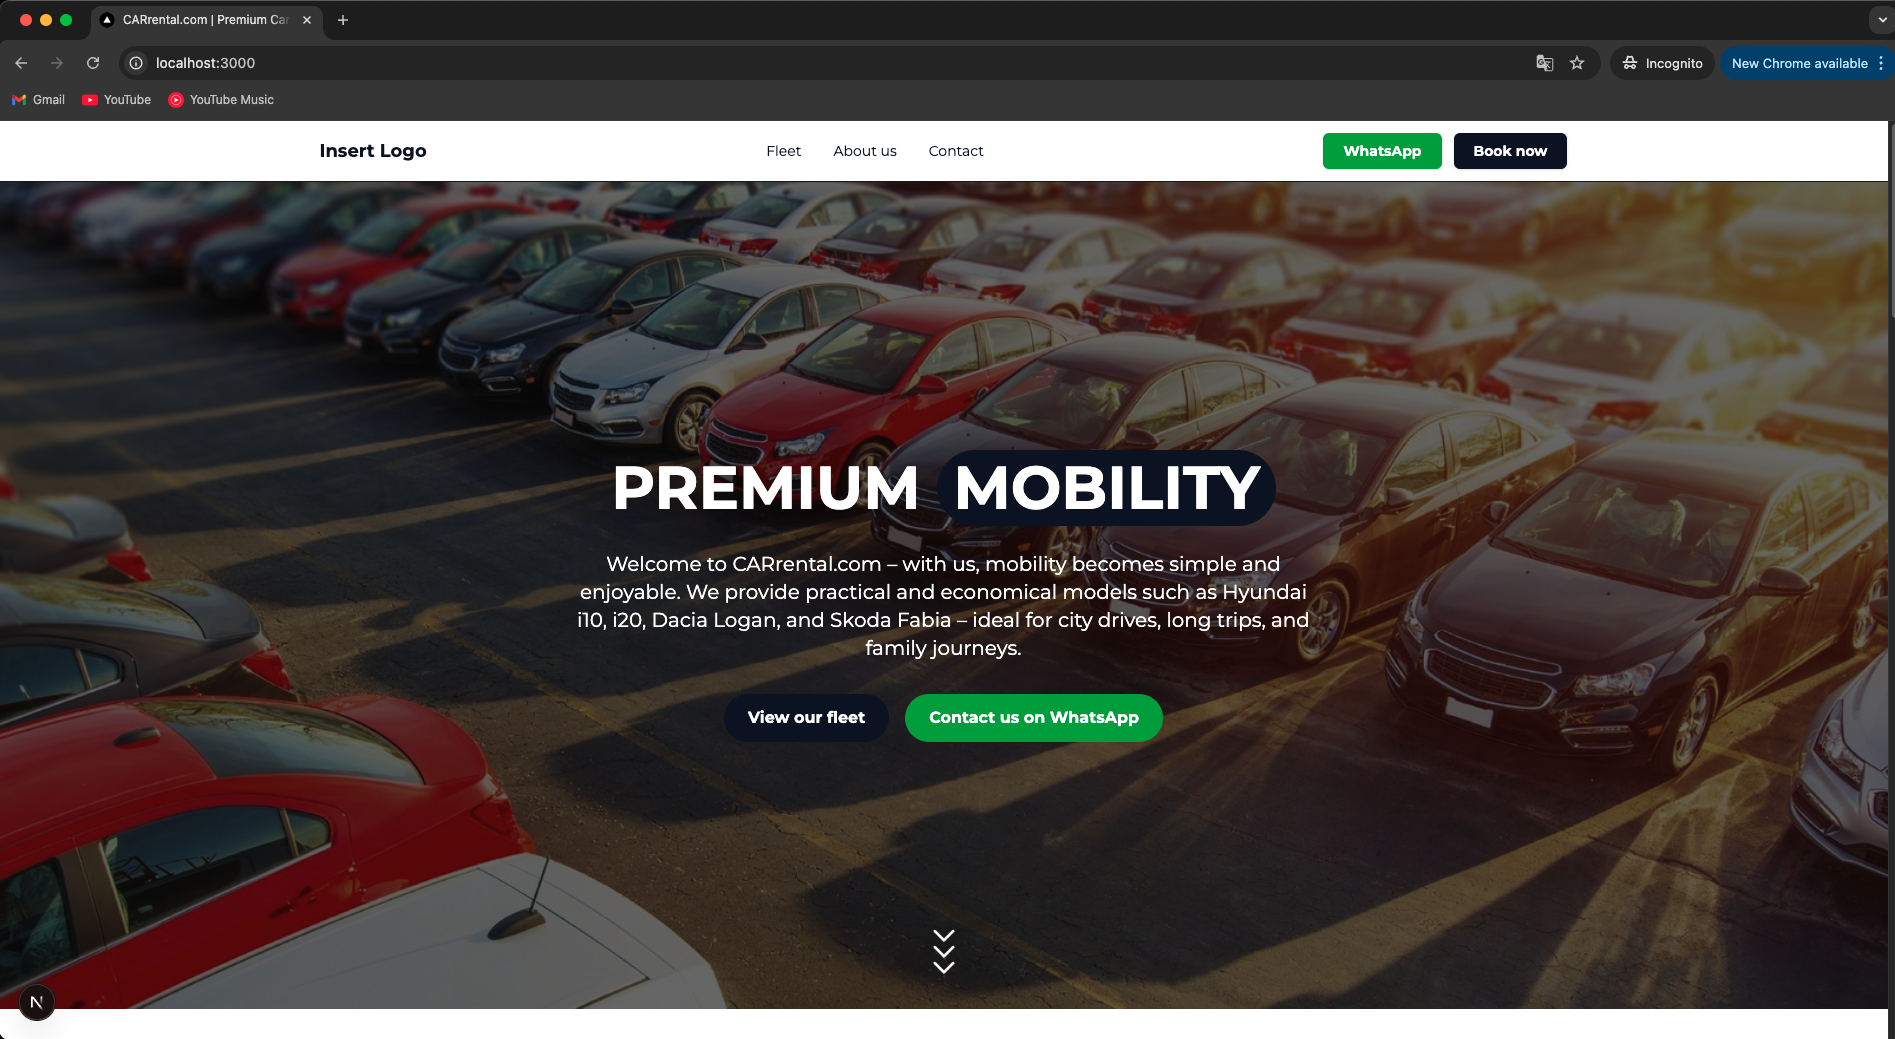 CARrental.com | Premium Car
localhost:3000
Incognito
New Chrome available
Gmail
YouTube
YouTube Music
Insert Logo
Fleet
About us
Contact
WhatsApp
Book now
PREMIUM MOBILITY
Welcome to CARrental.com – with us, mobility becomes simple and
enjoyable. We provide practical and economical models such as Hyundai
i10, i20, Dacia Logan, and Skoda Fabia – ideal for city drives, long trips, and
family journeys.
View our fleet
Contact us on WhatsApp
N